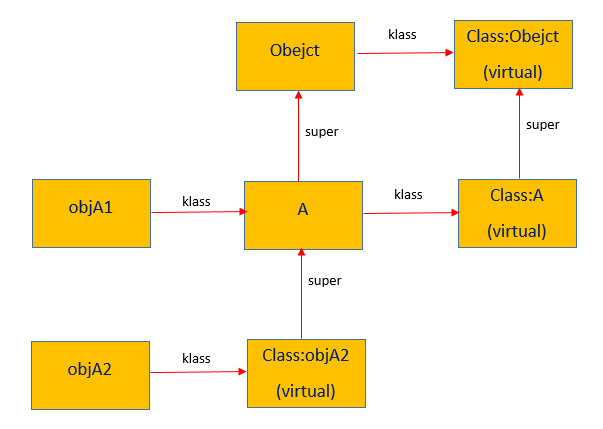 Obejct
klass
Class:Obejct
(virtual)
super
super
objA1
klass
A
klass
Class:A
(virtual)
super
objA2
klass
Class:objA2
(virtual)